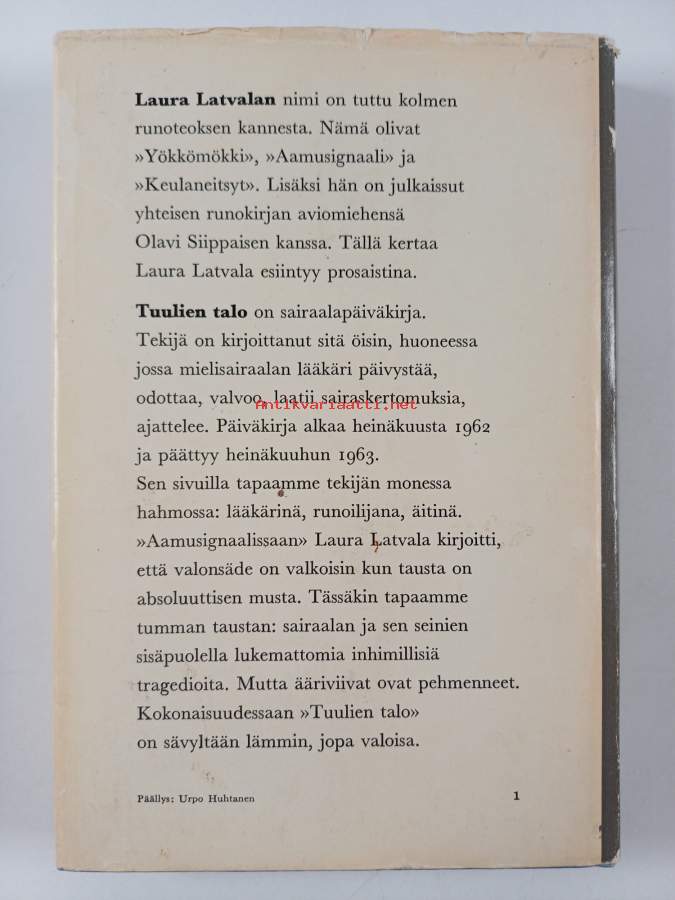 Laura Latvalan nimi on tuttu kolmen
runoteoksen kannesta. Nämä olivat
»Yökkömökki», »Aamusignaali» ja
»Keulaneitsyt». Lisäksi hän on julkaissut
yhteisen runokirjan aviomiehensä
Olavi Siippaisen kanssa. Tällä kertaa
Laura Latvala esiintyy prosaistina.
Tuulien talo on sairaalapäiväkirja.
Tekijä on kirjoittanut sitä öisin, huoneessa
jossa mielisairaalan lääkäri päivystää,
odottaa, valvoo, laatii sairaskertomuksia,
Antikvariaatti.net
ajattelee. Päiväkirja alkaa heinäkuusta 1962
ja päättyy heinäkuuhun 1963.
Sen sivuilla tapaamme tekijän monessa
hahmossa: lääkärinä, runoilijana, äitinä.
»Aamusignaalissaan» Laura Latvala kirjoitti,
että valonsäde on valkoisin kun tausta on
absoluuttisen musta. Tässäkin tapaamme
tumman taustan: sairaalan ja sen seinien
sisäpuolella lukemattomia inhimillisiä
tragedioita. Mutta ääriviivat ovat pehmenneet.
Kokonaisuudessaan »Tuulien talo»
on sävyltään lämmin, jopa valoisa.
Päällys: Urpo Huhtanen 1